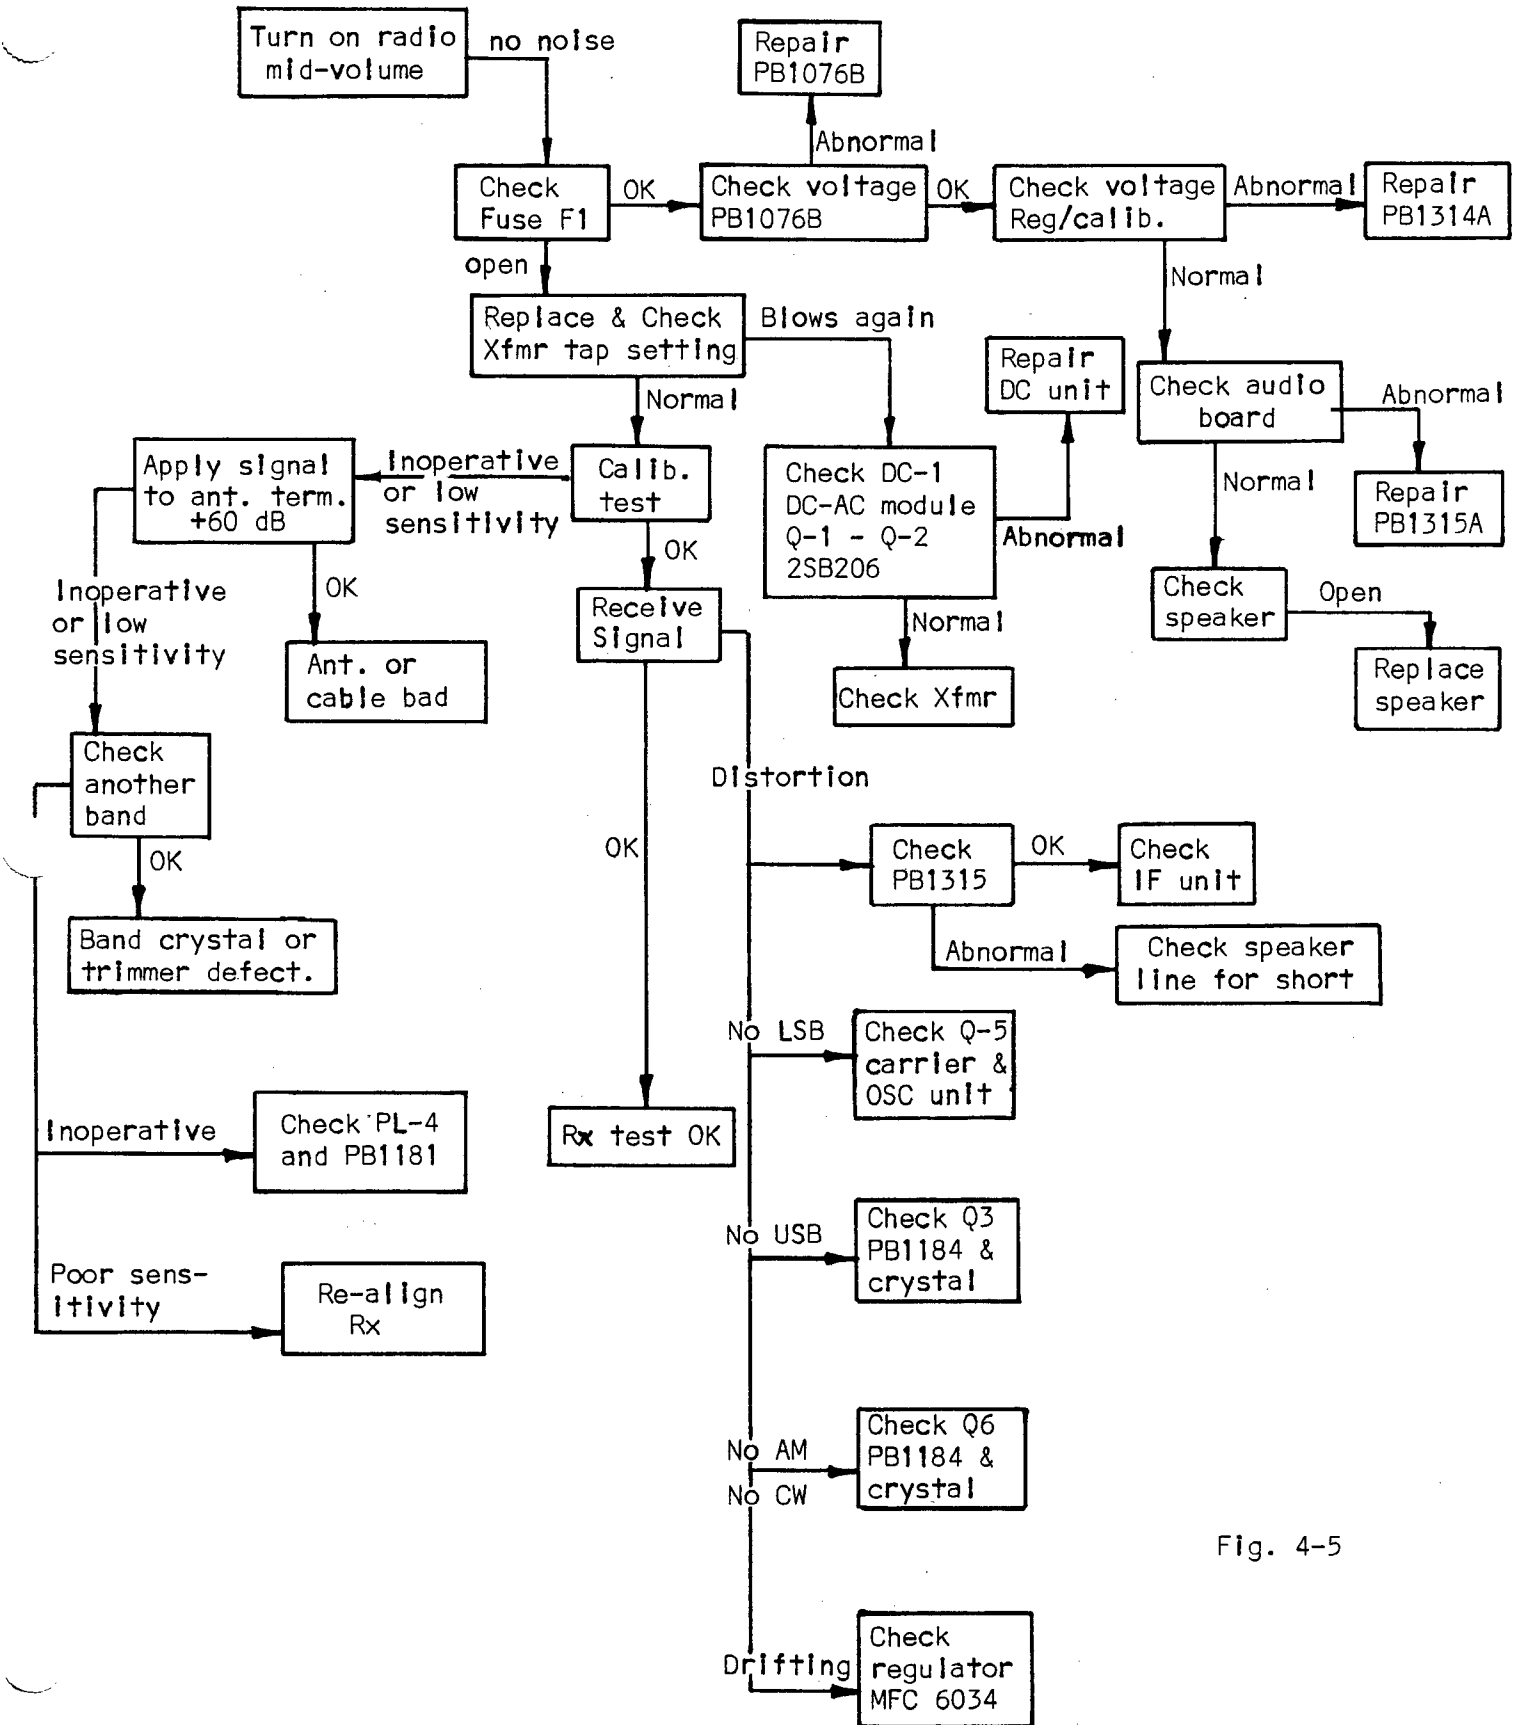 Turn on radio
mid-volume
no noise
Repair
PB1076B
Abnormal
Check
Fuse F1
OK
Check voltage
PB1076B
OK
Check voltage
Reg/calib.
Abnormal
Repair
PB1314A
open
Normal
Replace & Check
Xfmr tap setting
Blows again
Repair
DC unit
Check audio
board
Abnormal
Normal
Apply signal
to ant. term.
+60 dB
Inoperative
or low
sensitivity
Calib.
test
Check DC-1
DC-AC module
Q-1 - Q-2
2SB206
Abnormal
Normal
Repair
PB1315A
OK
Inoperative
or low
sensitivity
OK
Receive
Signal
Normal
Check
speaker
Open
Ant. or
cable bad
Check Xfmr
Replace
speaker
Check
another
band
Distortion
OK
OK
Check
PB1315
OK
Check
IF unit
Band crystal or
trimmer defect.
Abnormal
Check speaker
line for short
No LSB
Check Q-5
carrier &
OSC unit
Inoperative
Check PL-4
and PB1181
Rx test OK
No USB
Check Q3
PB1184 &
crystal
Poor sens-
itivity
Re-align
Rx
No AM
No CW
Check Q6
PB1184 &
crystal
Fig. 4-5
Drifting
Check
regulator
MFC 6034